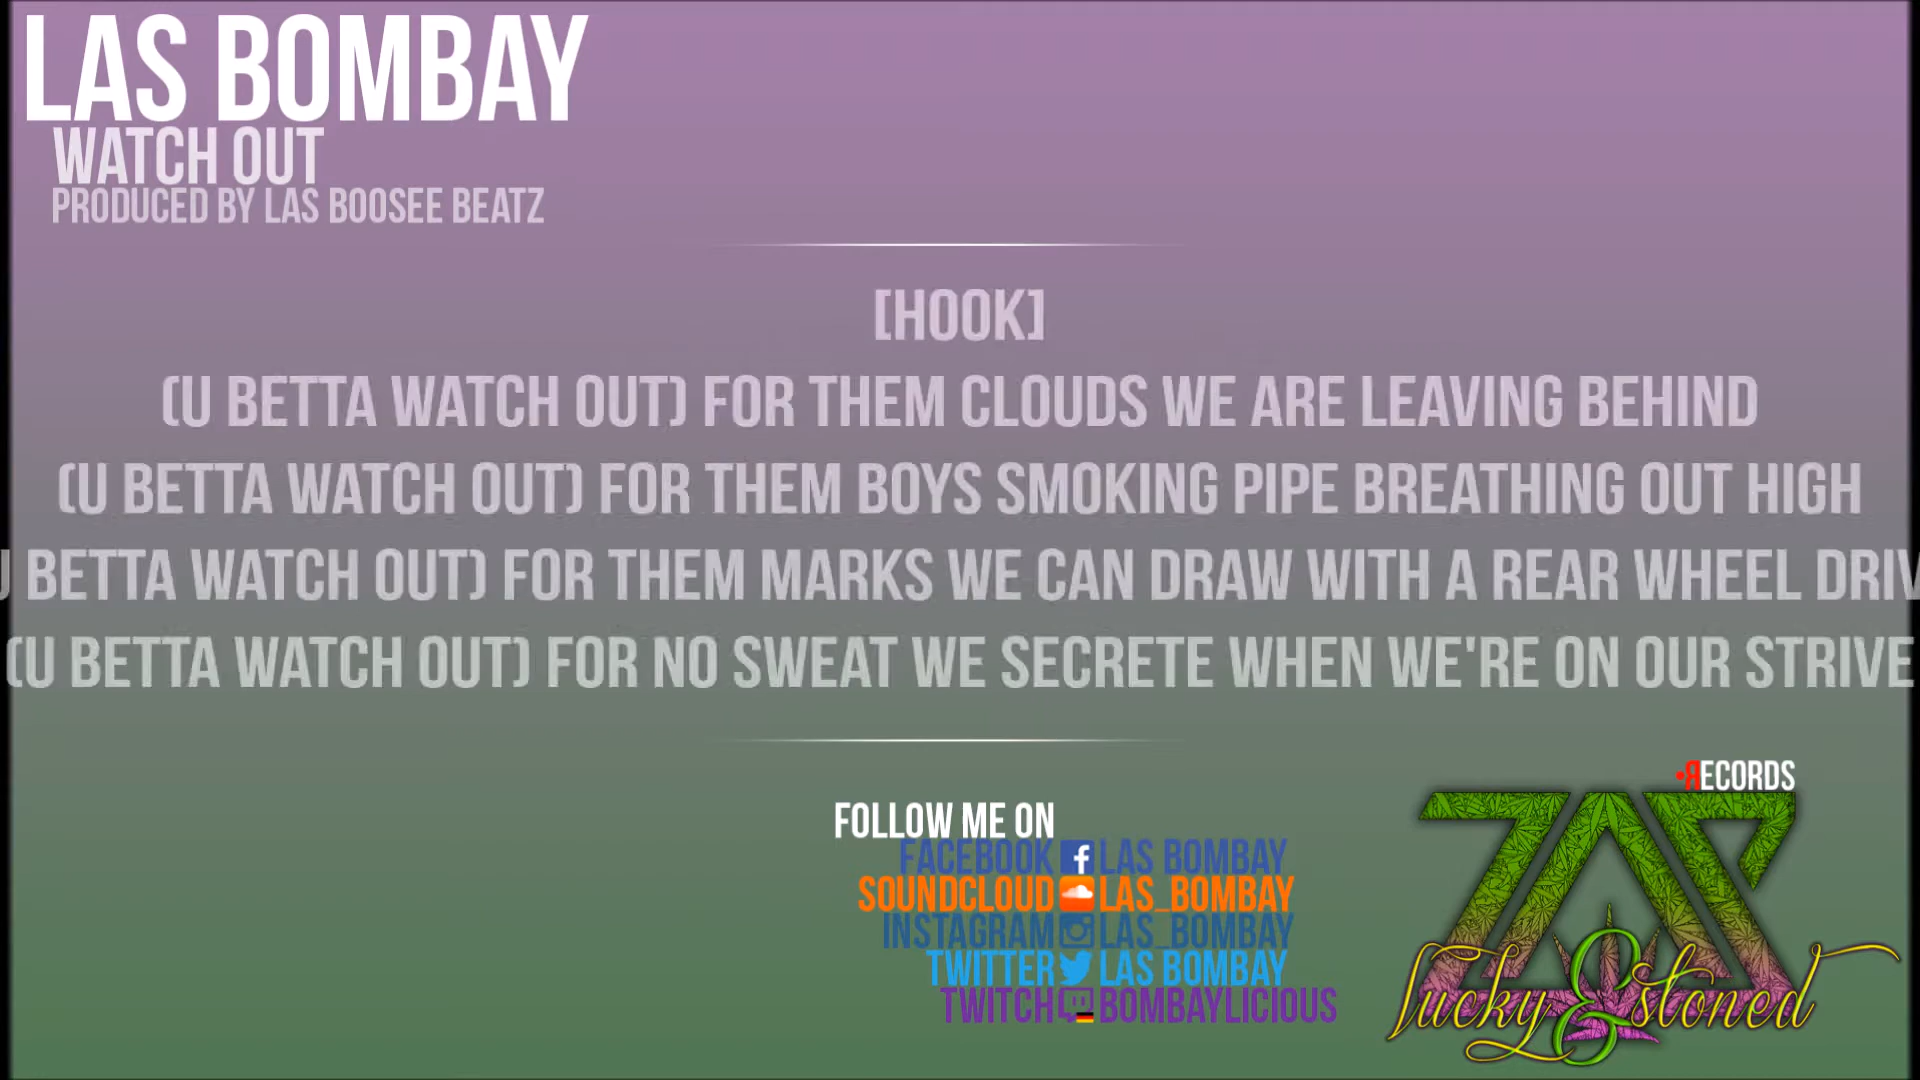 LAS BOMBAY
WATCH OUT
PRODUCED BY LAS BOOSEE BEATZ
[HOOK]
(U BETTA WATCH OUT) FOR THEM CLOUDS WE ARE LEAVING BEHIND
(U BETTA WATCH OUT) FOR THEM BOYS SMOKING PIPE BREATHING OUT HIGH
U BETTA WATCH OUT) FOR THEM MARKS WE CAN DRAW WITH A REAR WHEEL DRIV
(U BETTA WATCH OUT) FOR NO SWEAT WE SECRETE WHEN WE'RE ON OUR STRIVE
FOLLOW ME ON
FACEBOOK LAS BOMBAY
SOUNDCLOUD LAS_BOMBAY
INSTAGRAM LAS_BOMBAY
TWITTER LAS BOMBAY
TWITCH BOMBAYLICIOUS
•ЯECORDS
Lucky & Stoned